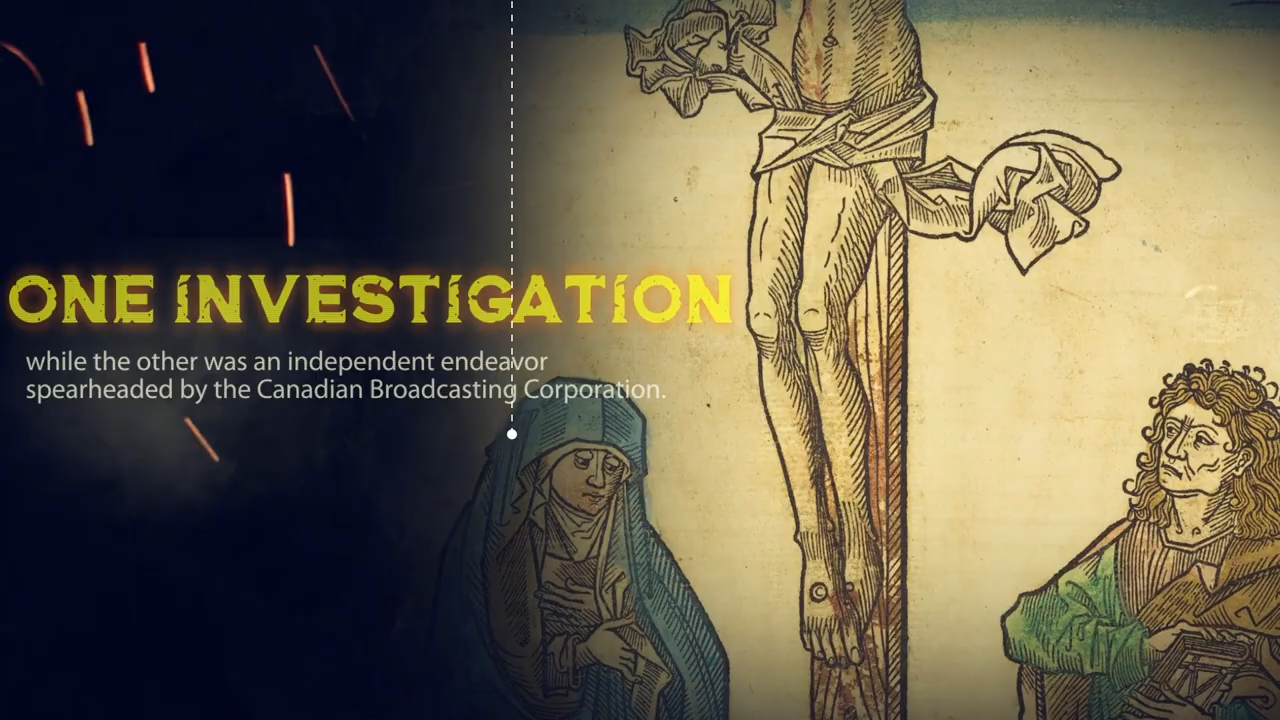 ONE INVESTIGATION
while the other was an independent endeavor
spearheaded by the Canadian Broadcasting Corporation.